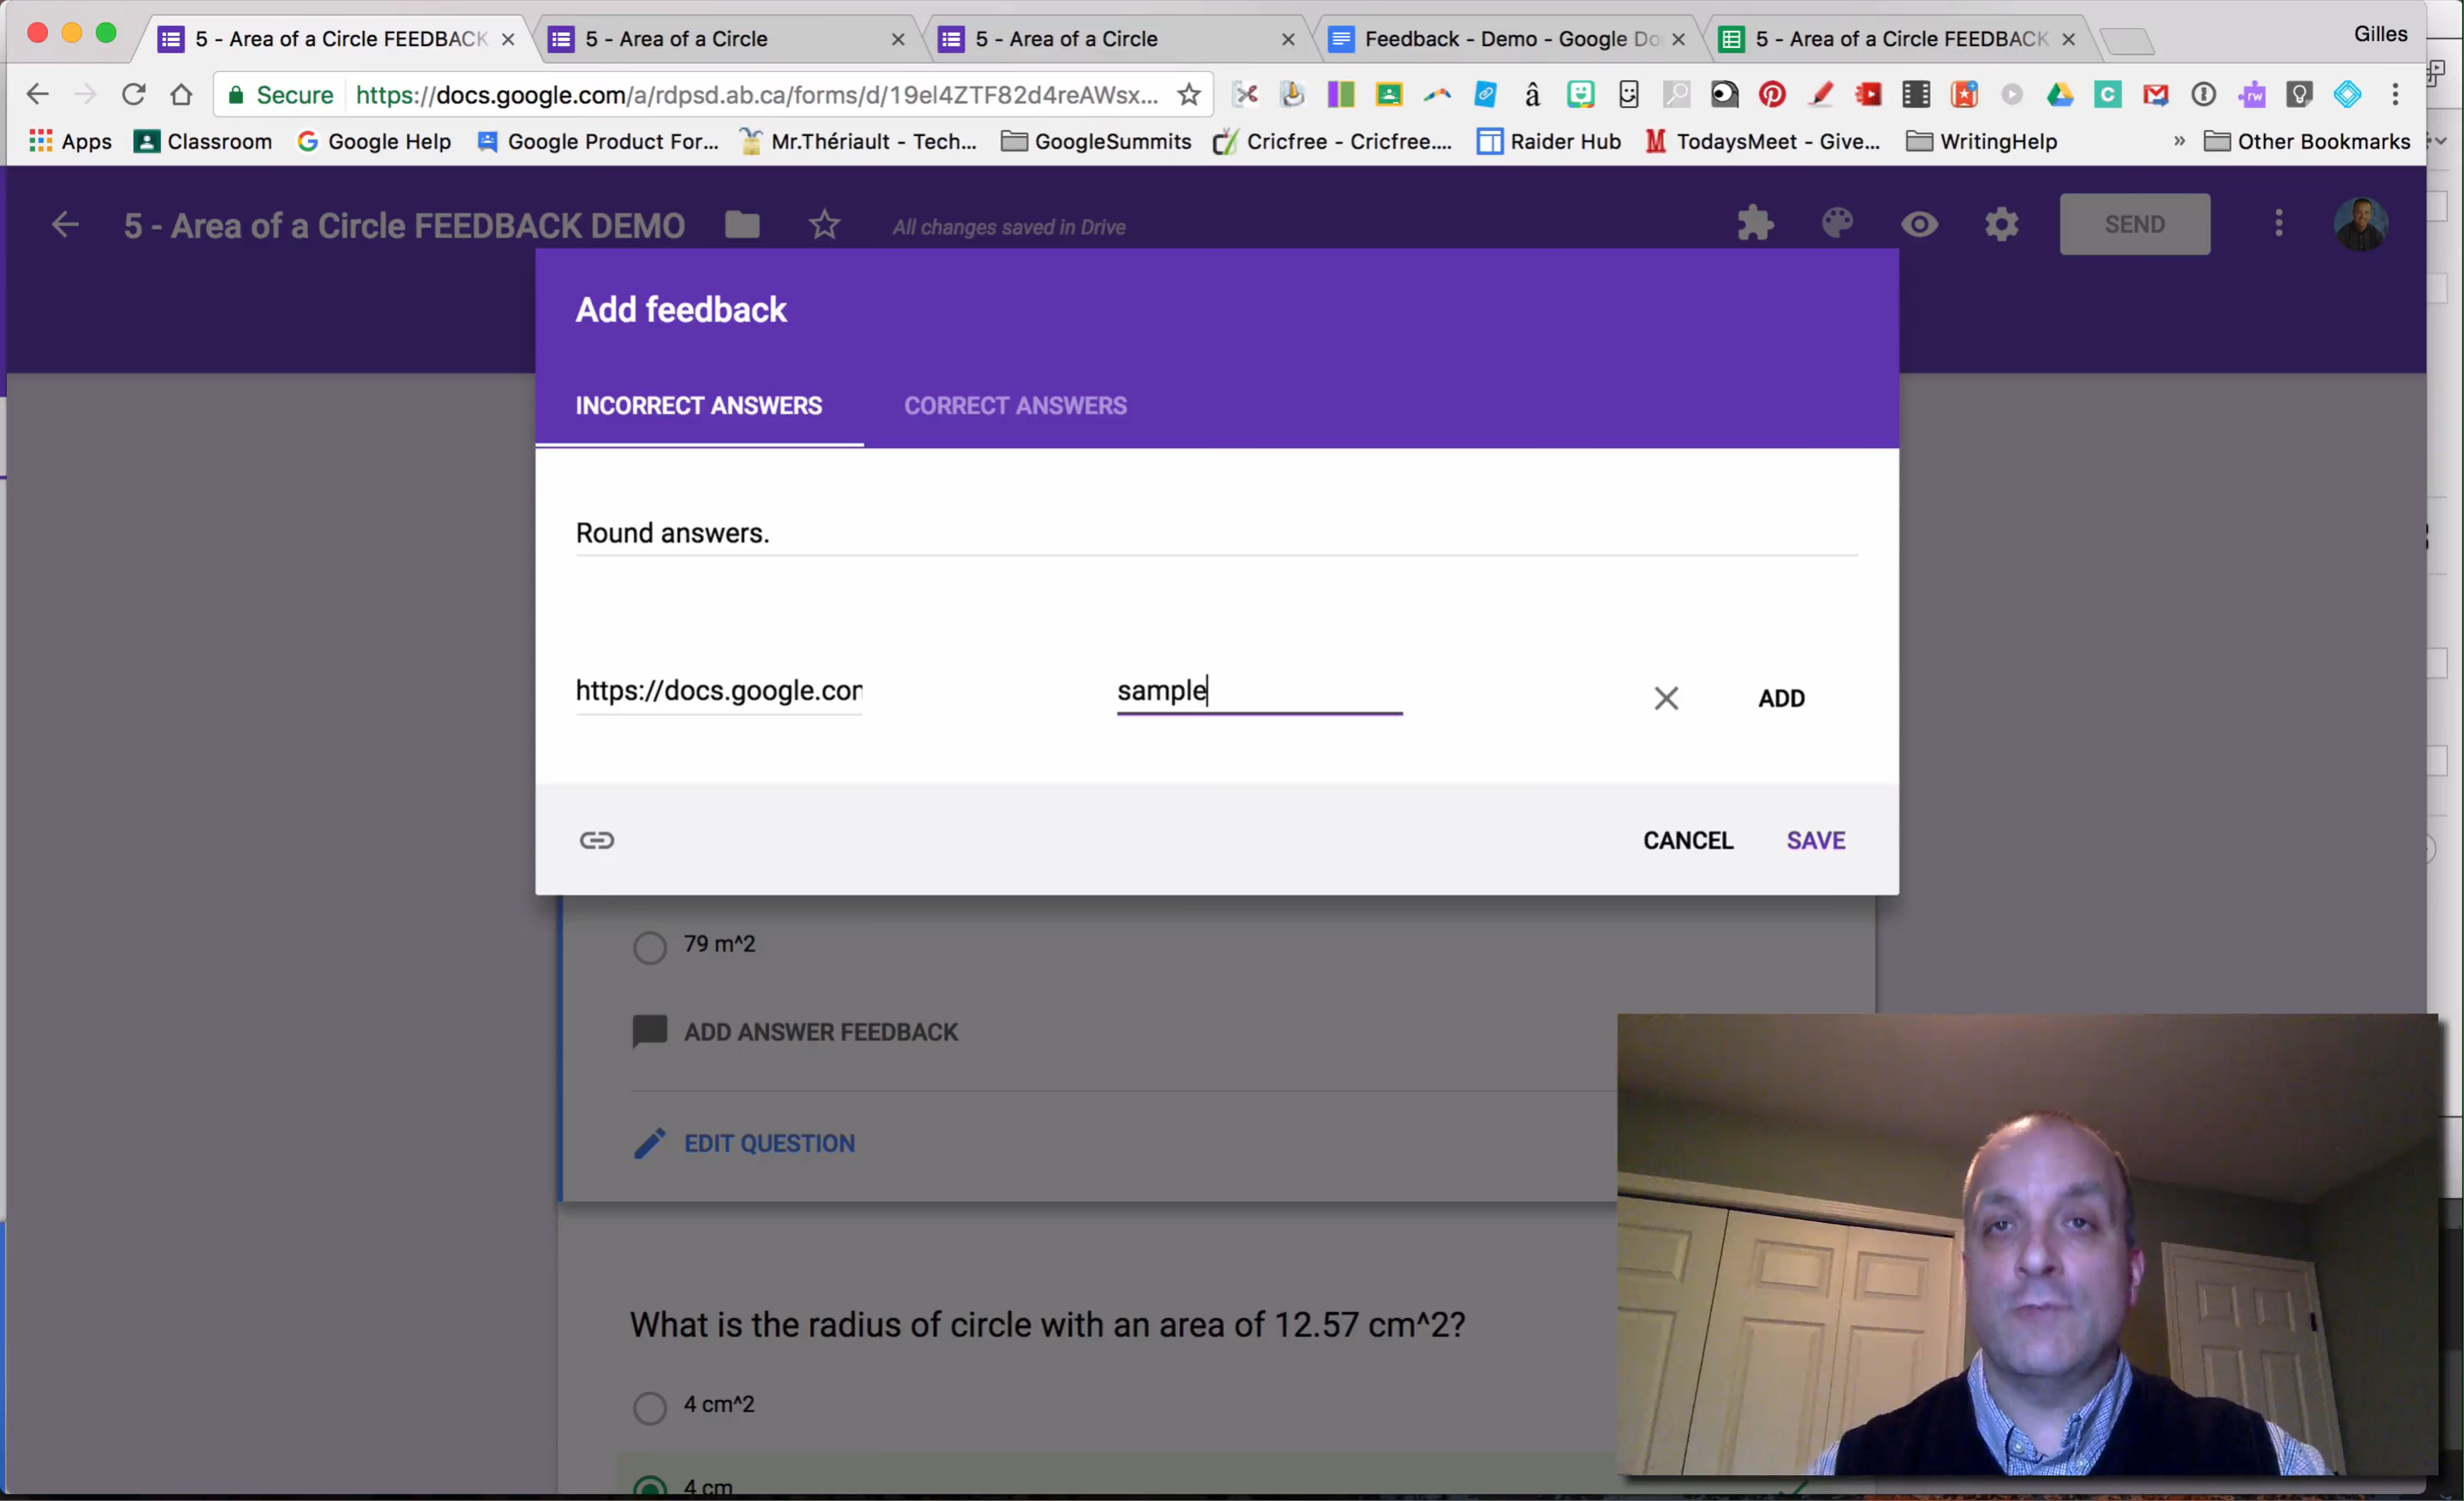 5 - Area of a Circle FEEDBACK
5 - Area of a Circle
5 - Area of a Circle
Feedback - Demo - Google Do
5 - Area of a Circle FEEDBACK
Gilles
Secure
https://docs.google.com/a/rdpsd.ab.ca/forms/d/19el4ZTF82d4reAWsx...
â
C
rw
Apps
Classroom
Google Help
Google Product For...
Mr.Thériault - Tech...
GoogleSummits
Cricfree - Cricfree....
Raider Hub
TodaysMeet - Give...
WritingHelp
»
Other Bookmarks
5 - Area of a Circle FEEDBACK DEMO
All changes saved in Drive
SEND
Add feedback
INCORRECT ANSWERS
CORRECT ANSWERS
Round answers.
https://docs.google.com
sample
ADD
CANCEL
SAVE
79 m^2
ADD ANSWER FEEDBACK
EDIT QUESTION
What is the radius of circle with an area of 12.57 cm^2?
4 cm^2
4 cm